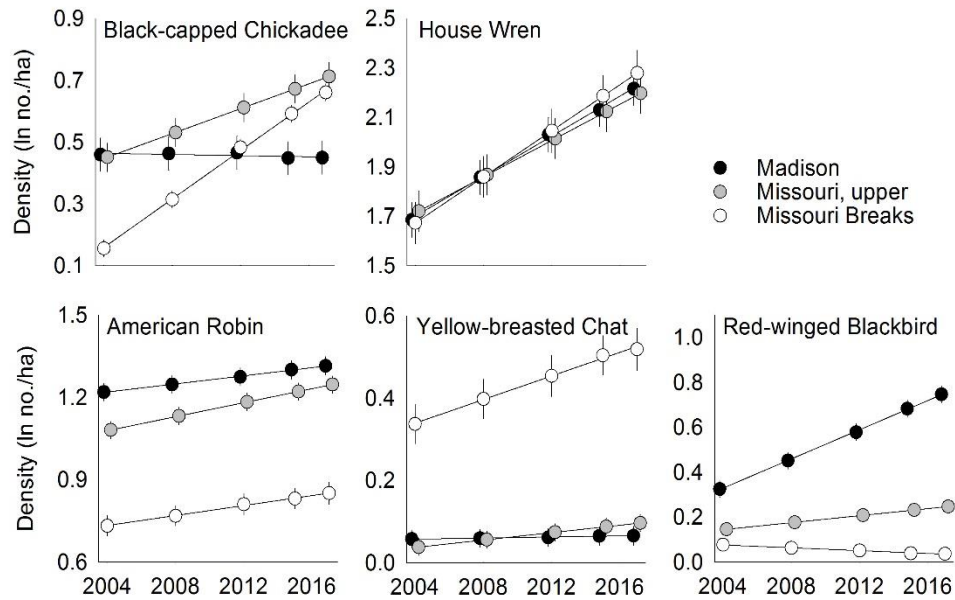 Black-capped Chickadee
0.9
0.7
0.5
0.3
0.1
Density (ln no./ha)
House Wren
2.3
2.1
1.9
1.7
1.5
Madison
Missouri, upper
Missouri Breaks
American Robin
1.5
1.2
0.9
0.6
Density (ln no./ha)
2004 2008 2012 2016
Yellow-breasted Chat
0.6
0.4
0.2
0.0
2004 2008 2012 2016
Red-winged Blackbird
1.0
0.8
0.6
0.4
0.2
0.0
2004 2008 2012 2016